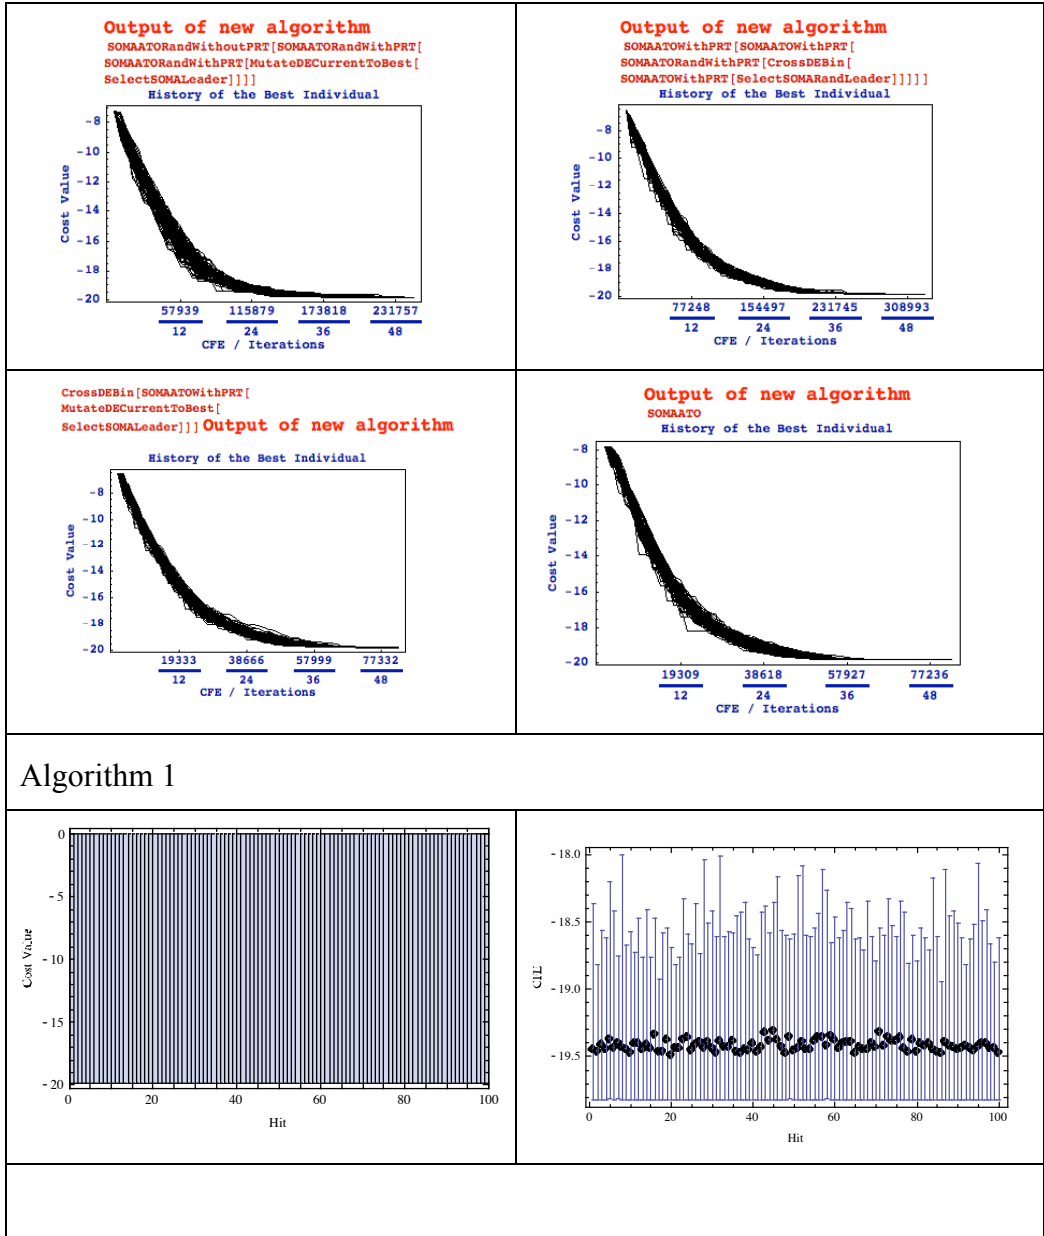 Output of new algorithm
SOMAATORandWithoutPRT[SOMAATORandWithPRT[
SOMAATORandWithPRT[MutateDECurrentToBest[
SelectSOMALeader]]]]
History of the Best Individual
Cost Value
-8
-10
-12
-14
-16
-18
-20
57939 115879 173818 231757
12 24 36 48
CFE / Iterations
Output of new algorithm
SOMAATOWithPRT[SOMAATOWithPRT[
SOMAATORandWithPRT[CrossDEBin[
SOMAATOWithPRT[SelectSOMARandLeader]]]]]
History of the Best Individual
Cost Value
-8
-10
-12
-14
-16
-18
-20
77248 154497 231745 308993
12 24 36 48
CFE / Iterations
CrossDEBin[SOMAATOWithPRT[
MutateDECurrentToBest[
SelectSOMALeader]]] Output of new algorithm
History of the Best Individual
Cost Value
-8
-10
-12
-14
-16
-18
-20
19333 38666 57999 77332
12 24 36 48
CFE / Iterations
Output of new algorithm
SOMAATO
History of the Best Individual
Cost Value
-8
-10
-12
-14
-16
-18
-20
19309 38618 57927 77236
12 24 36 48
CFE / Iterations
Algorithm 1
Cost Value
0
-5
-10
-15
-20
0 20 40 60 80 100
Hit
CFE
-18.0
-18.5
-19.0
-19.5
0 20 40 60 80 100
Hit